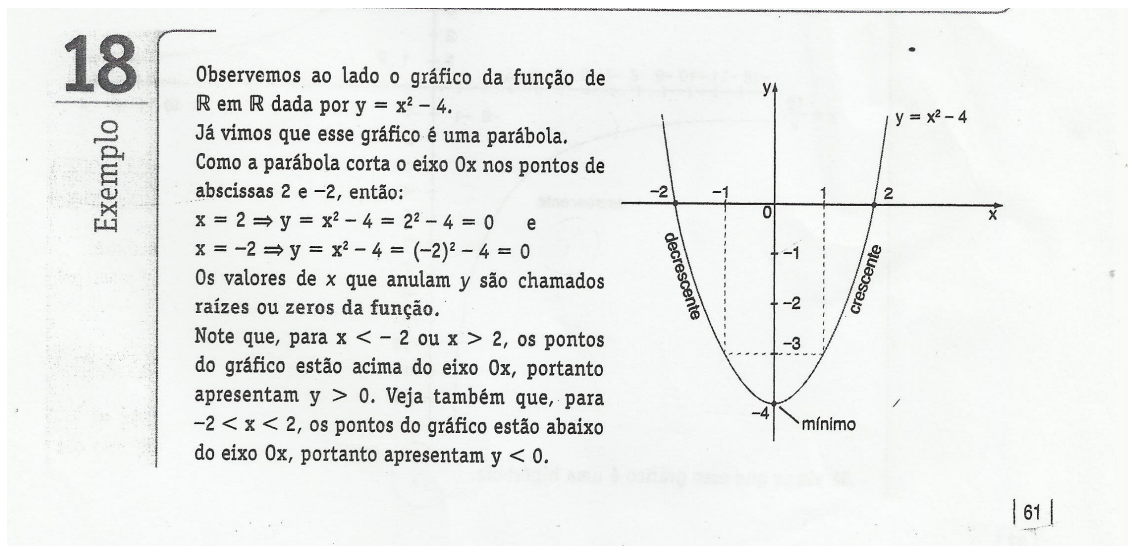 18
Exemplo
Observemos ao lado o gráfico da função de
ℝ em ℝ dada por y = x² – 4.
Já vimos que esse gráfico é uma parábola.
Como a parábola corta o eixo Ox nos pontos de
abscissas 2 e –2, então:
x = 2 ⇒ y = x² – 4 = 2² – 4 = 0 e
x = –2 ⇒ y = x² – 4 = (–2)² – 4 = 0
Os valores de x que anulam y são chamados
raízes ou zeros da função.
Note que, para x < – 2 ou x > 2, os pontos
do gráfico estão acima do eixo Ox, portanto
apresentam y > 0. Veja também que, para
–2 < x < 2, os pontos do gráfico estão abaixo
do eixo Ox, portanto apresentam y < 0.
y
y = x² – 4
–2 –1 1 2
0 x
decrescente
crescente
–1
–2
–3
–4
mínimo
61